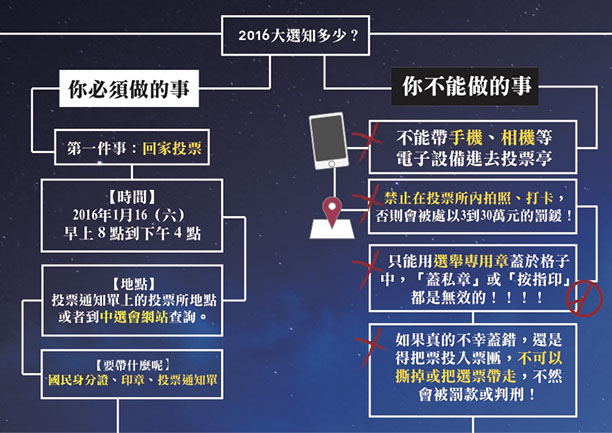 2016大選知多少？
你必須做的事
第一件事：回家投票
【時間】
2016年1月16（六）
早上8點到下午4點
【地點】
投票通知單上的投票所地點
或者到中選會網站查詢。
【要帶什麼呢】
國民身分證、印章、投票通知單
你不能做的事
不能帶手機、相機等
電子設備進去投票亭
禁止在投票所內拍照、打卡，
否則會被處以3到30萬元的罰鍰！
只能用選舉專用章蓋於格子
中，「蓋私章」或「按指印」
都是無效的！！！！
如果真的不幸蓋錯，還是
得把票投入票匭，不可以
撕掉或把選票帶走，不然
會被罰款或判刑！